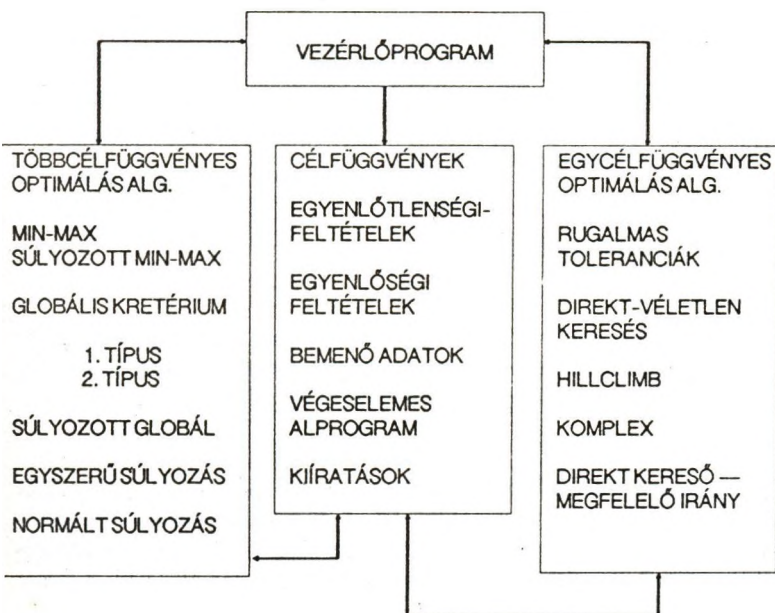 VEZÉRLŐPROGRAM
TÖBBCÉLFÜGGVÉNYES
OPTIMÁLÁS ALG.
MIN-MAX
SÚLYOZOTT MIN-MAX
GLOBÁLIS KRETÉRIUM
1. TÍPUS
2. TÍPUS
SÚLYOZOTT GLOBÁL
EGYSZERŰ SÚLYOZÁS
NORMÁLT SÚLYOZÁS
CÉLFÜGGVÉNYEK
EGYENLŐTLENSÉGI-
FELTÉTELEK
EGYENLŐSÉGI
FELTÉTELEK
BEMENŐ ADATOK
VÉGESELEMES
ALPROGRAM
KIÍRATÁSOK
EGYCÉLFÜGGVÉNYES
OPTIMÁLÁS ALG.
RUGALMAS
TOLERANCIÁK
DIREKT-VÉLETLEN
KERESÉS
HILLCLIMB
KOMPLEX
DIREKT KERESŐ —
MEGFELELŐ IRÁNY